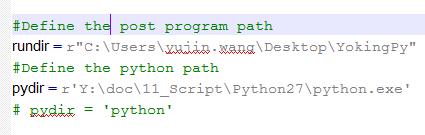 #Define the post program path
rundir = r"C:\Users\yujin.wang\Desktop\YokingPy"
#Define the python path
pydir = r'Y:\doc\11_Script\Python27\python.exe'
# pydir = 'python'